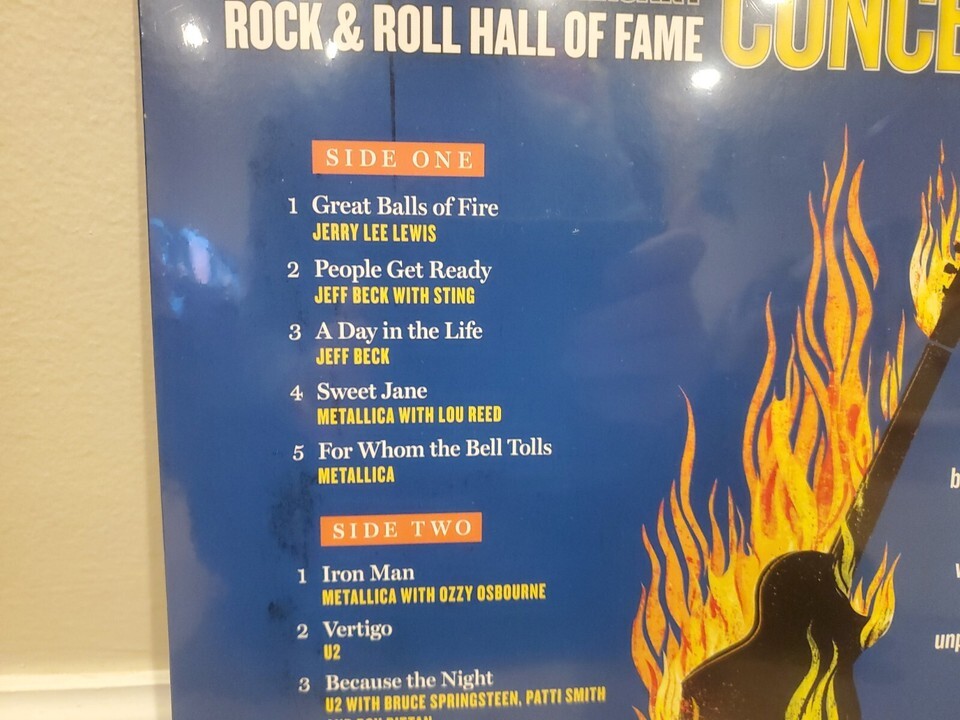 ROCK & ROLL HALL OF FAME
CONCE
SIDE ONE
1 Great Balls of Fire
JERRY LEE LEWIS
2 People Get Ready
JEFF BECK WITH STING
3 A Day in the Life
JEFF BECK
4 Sweet Jane
METALLICA WITH LOU REED
5 For Whom the Bell Tolls
METALLICA
SIDE TWO
1 Iron Man
METALLICA WITH OZZY OSBOURNE
2 Vertigo
U2
3 Because the Night
U2 WITH BRUCE SPRINGSTEEN, PATTI SMITH
b
unp